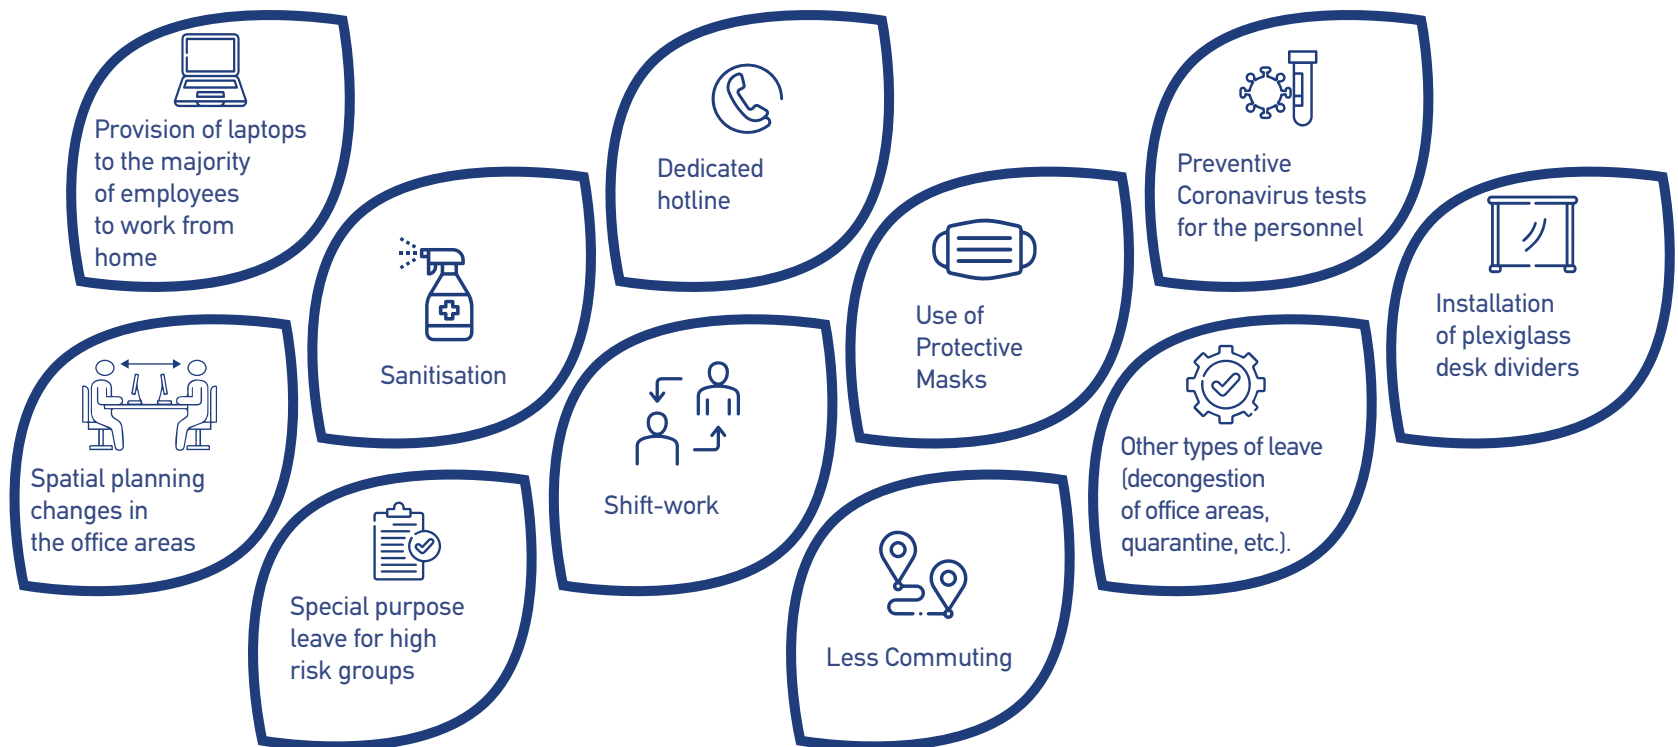 Provision of laptops
to the majority
of employees
to work from
home
Dedicated
hotline
Preventive
Coronavirus tests
for the personnel
Sanitisation
Use of
Protective
Masks
Installation
of plexiglass
desk dividers
Spatial planning
changes in
the office areas
Shift-work
Other types of leave
(decongestion
of office areas,
quarantine, etc.).
Special purpose
leave for high
risk groups
Less Commuting